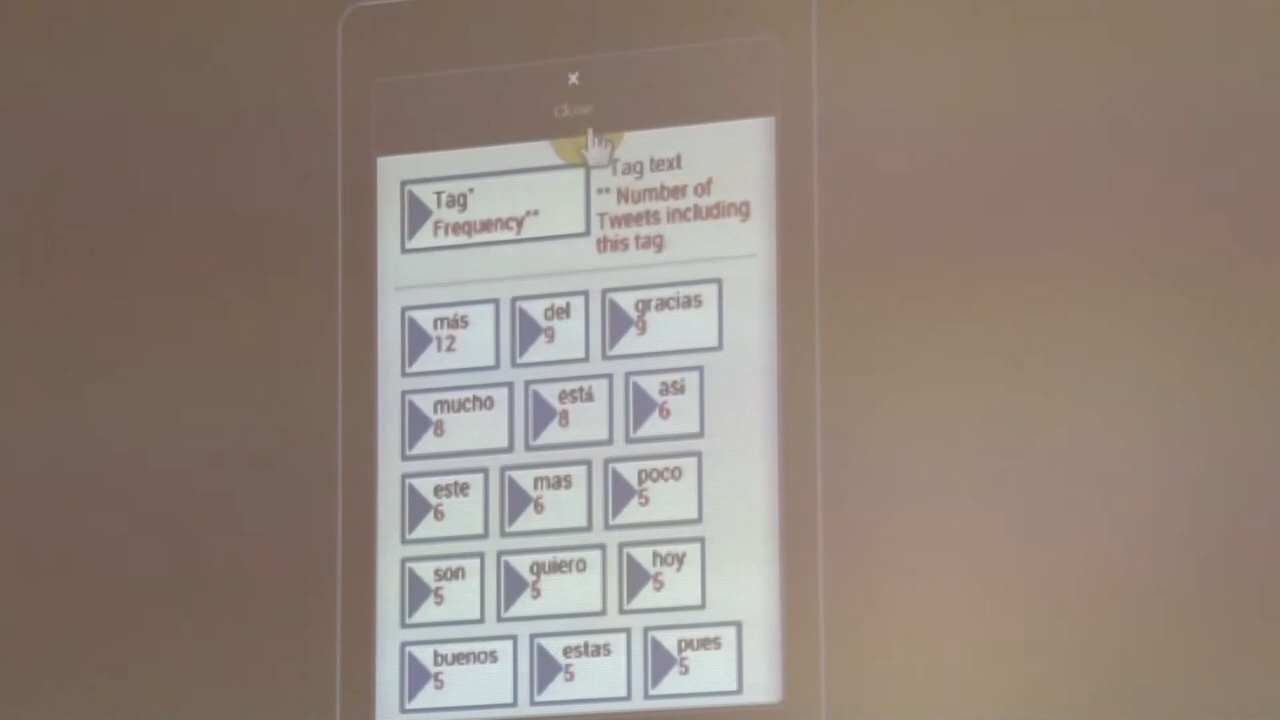 ×
Close
Tag*
Frequency**
* Tag text
** Number of
Tweets including
this tag.
más
12
del
9
gracias
9
mucho
8
está
8
así
6
este
6
mas
6
poco
5
son
5
quiero
5
hoy
5
buenos
5
estas
5
pues
5